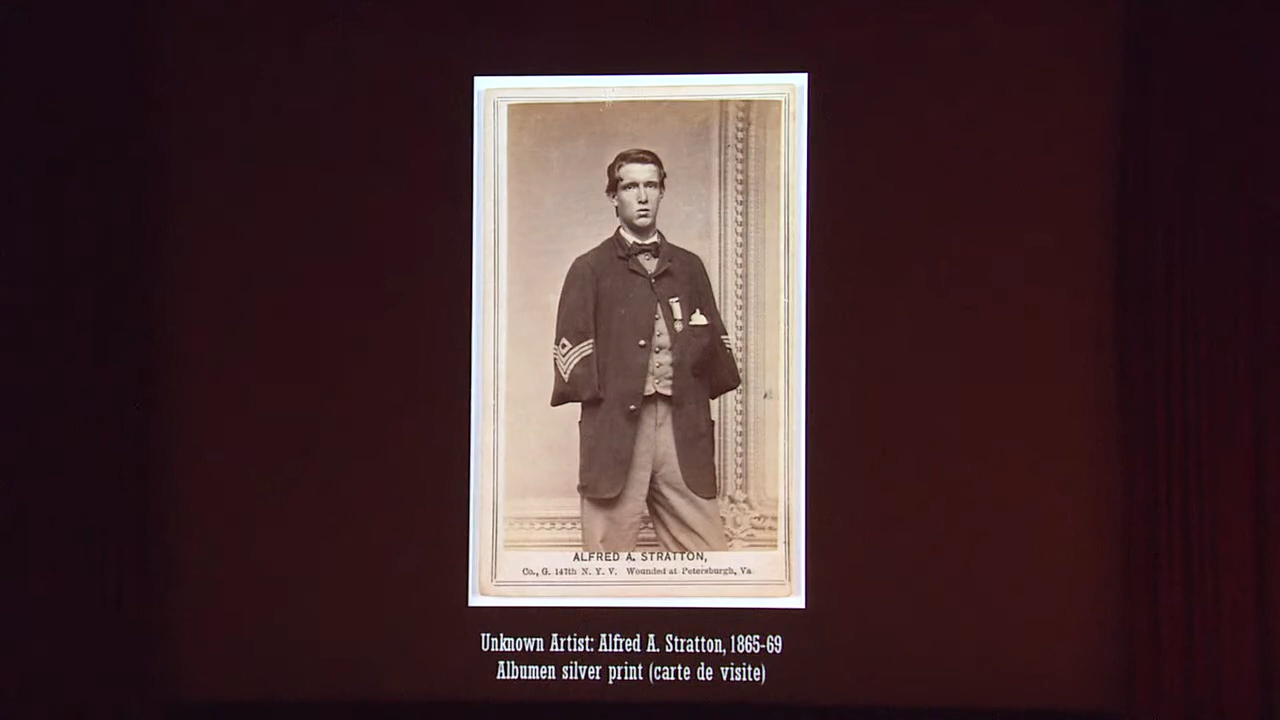 ALFRED A. STRATTON,
Co., G. 147th N. Y. V. Wounded at Petersburgh, Va
Unknown Artist: Alfred A. Stratton, 1865-69
Albumen silver print (carte de visite)